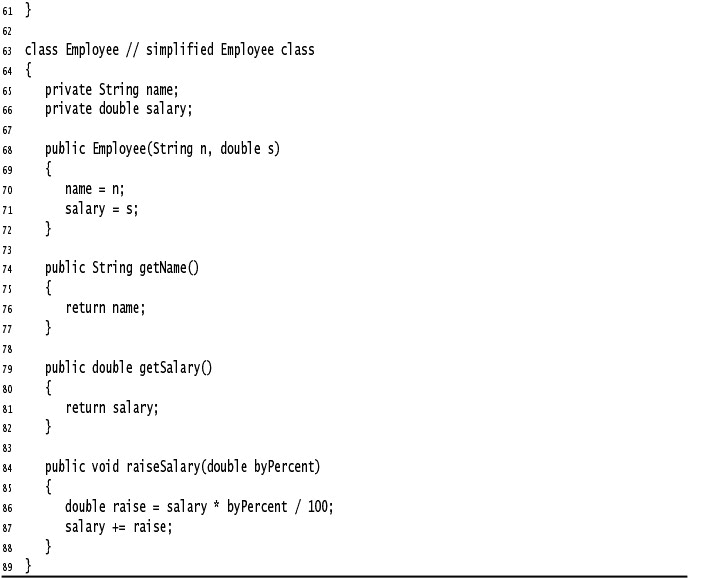 61 }
62
63 class Employee // simplified Employee class
64 {
65    private String name;
66    private double salary;
67
68    public Employee(String n, double s)
69    {
70       name = n;
71       salary = s;
72    }
73
74    public String getName()
75    {
76       return name;
77    }
78
79    public double getSalary()
80    {
81       return salary;
82    }
83
84    public void raiseSalary(double byPercent)
85    {
86       double raise = salary * byPercent / 100;
87       salary += raise;
88    }
89 }